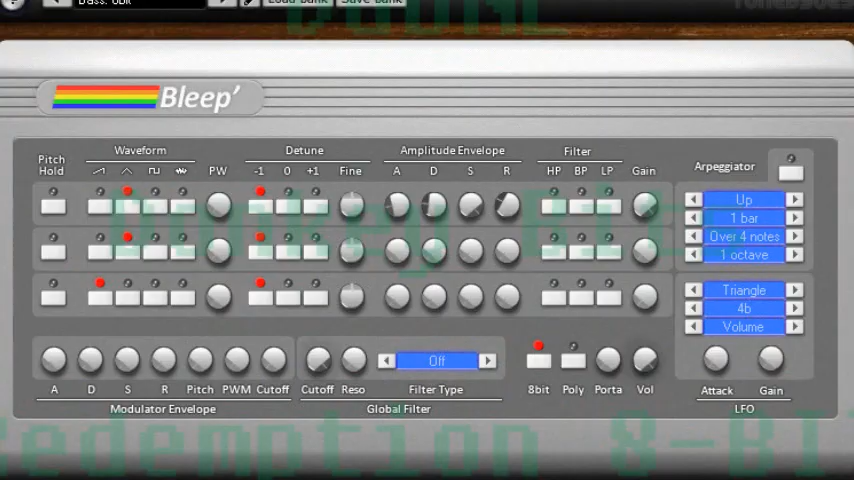 Load Bank Save Bank
Bleep'
Waveform Detune Amplitude Envelope Filter
Pitch Hold PW -1 0 +1 Fine A D S R HP BP LP Gain
Arpeggiator
Up
1 bar
Over 4 notes
1 octave
Donkey
Triangle
4b
Volume
Off
A D S R Pitch PWM Cutoff Cutoff Reso Filter Type 8bit Poly Porta Vol Attack Gain
Modulator Envelope Global Filter LFO
edemption 8-BI